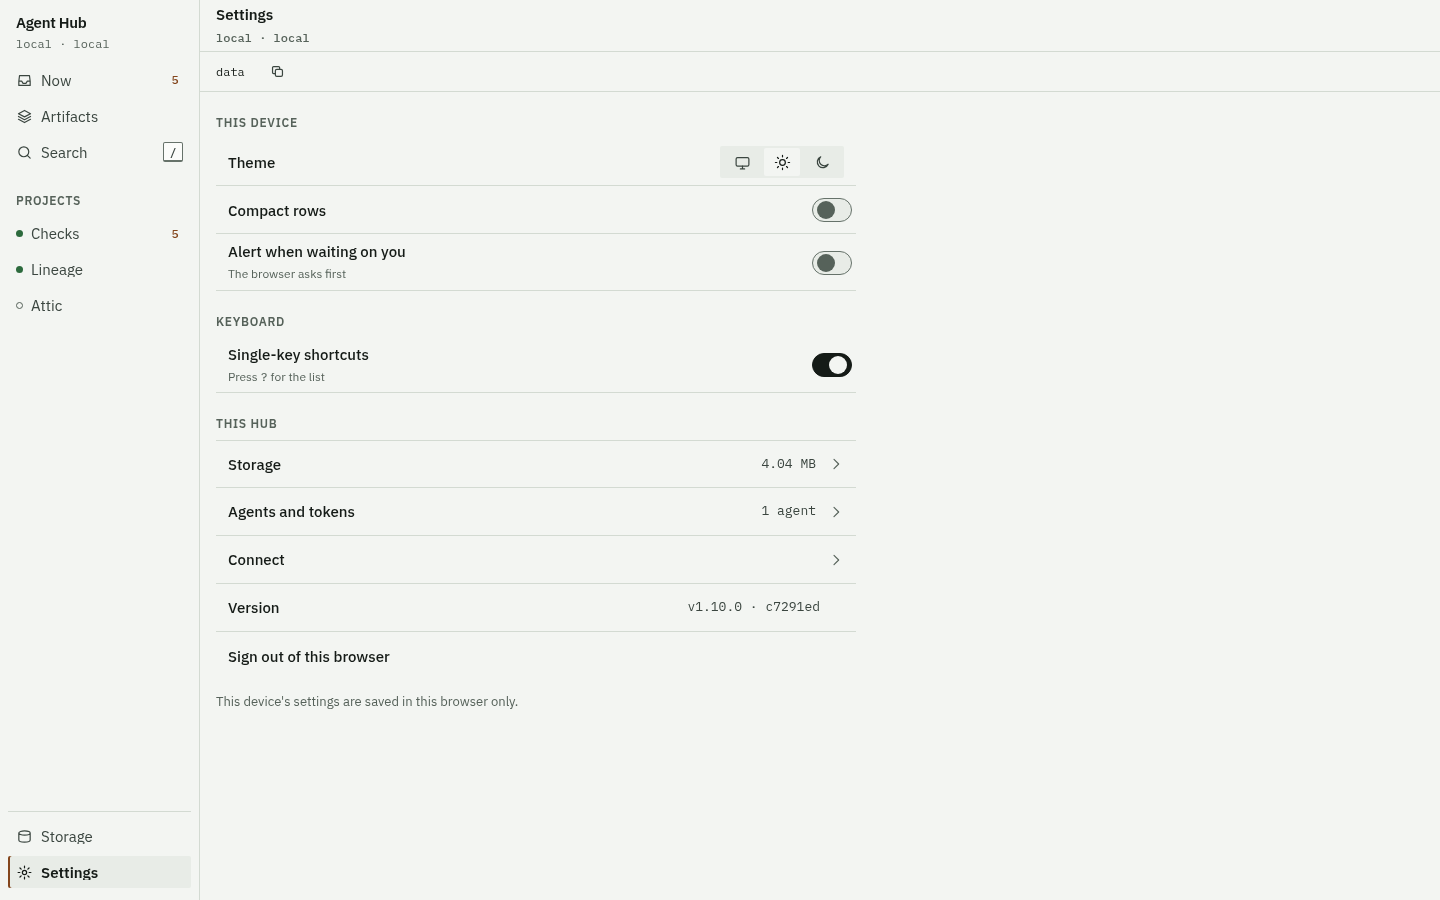 Agent Hub
local · local
Now 5
Artifacts
Search /
PROJECTS
Checks 5
Lineage
Attic
Storage
Settings
Settings
local · local
data
THIS DEVICE
Theme
Compact rows
Alert when waiting on you
The browser asks first
KEYBOARD
Single-key shortcuts
Press ? for the list
THIS HUB
Storage 4.04 MB
Agents and tokens 1 agent
Connect
Version v1.10.0 · c7291ed
Sign out of this browser
This device's settings are saved in this browser only.